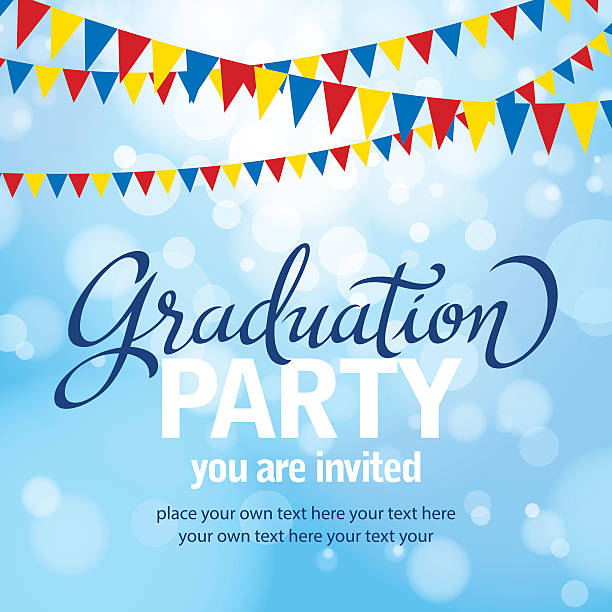 Graduation
PARTY
you are invited
place your own text here your text here
your own text here your text your